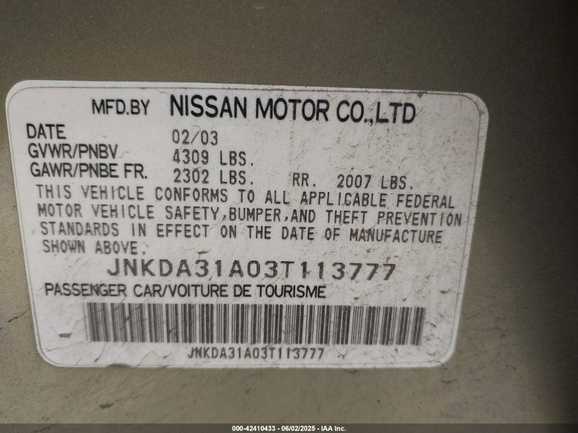 MFD.BY NISSAN MOTOR CO.,LTD
DATE 02/03
GVWR/PNBV 4309 LBS.
GAWR/PNBE FR. 2302 LBS. RR. 2007 LBS.
THIS VEHICLE CONFORMS TO ALL APPLICABLE FEDERAL
MOTOR VEHICLE SAFETY,BUMPER,AND THEFT PREVENTION
STANDARDS IN EFFECT ON THE DATE OF MANUFACTURE
SHOWN ABOVE.
JNKDA31A03T113777
PASSENGER CAR/VOITURE DE TOURISME
JNKDA31A03T113777
000-42410433 - 06/02/2025 - IAA Inc.